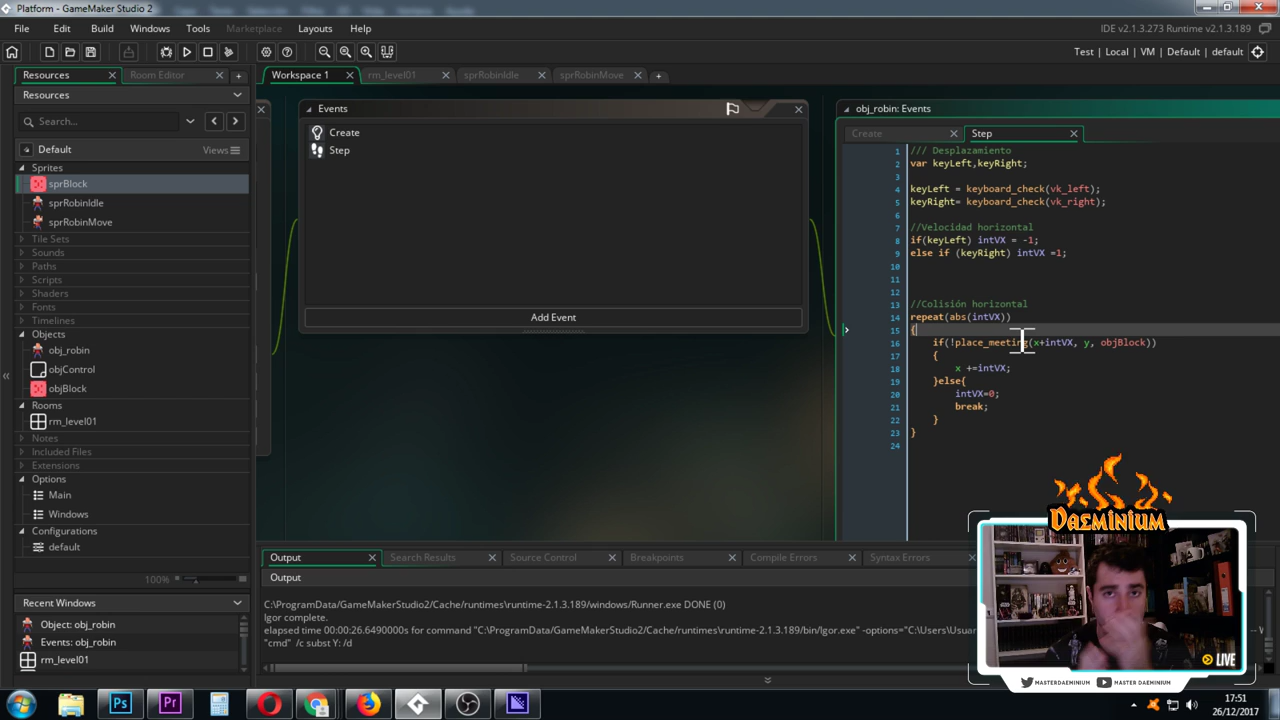 Platform - GameMaker Studio 2
File Edit Build Windows Tools Marketplace Layouts Help
IDE v2.1.3.273 Runtime v2.1.3.189
Test | Local | VM | Default | default
Resources
Room Editor
Workspace 1
rm_level01
sprRobinIdle
sprRobinMove
Resources
Search...
Default
Views
Sprites
sprBlock
sprRobinIdle
sprRobinMove
Tile Sets
Sounds
Paths
Scripts
Shaders
Fonts
Timelines
Objects
obj_robin
objControl
objBlock
Rooms
rm_level01
Notes
Included Files
Extensions
Options
Main
Windows
Configurations
default
100%
Recent Windows
Object: obj_robin
Events: obj_robin
rm_level01
Events
Create
Step
Add Event
obj_robin: Events
Create
Step
1 /// Desplazamiento
2 var keyLeft,keyRight;
3
4 keyLeft = keyboard_check(vk_left);
5 keyRight= keyboard_check(vk_right);
6
7 //Velocidad horizontal
8 if(keyLeft) intVX = -1;
9 else if (keyRight) intVX =1;
10
11
12
13 //Colisión horizontal
14 repeat(abs(intVX))
15 {
16 if(!place_meeting(x+intVX, y, objBlock))
17 {
18 x +=intVX;
19 }else{
20 intVX=0;
21 break;
22 }
23 }
24
Output
Search Results
Source Control
Breakpoints
Compile Errors
Syntax Errors
Output
C:\ProgramData/GameMakerStudio2/Cache/runtimes\runtime-2.1.3.189/windows/Runner.exe DONE (0)
Igor complete.
elapsed time 00:00:26.6490000s for command "C:\ProgramData/GameMakerStudio2/Cache/runtimes\runtime-2.1.3.189/bin/Igor.exe" -options="C:\Users\Usuar
"cmd" /c subst Y: /d
DAEMINIUM
LIVE
MASTERDAEMINIUM
MASTER DAEMINIUM
Ps
Pr
17:51
26/12/2017